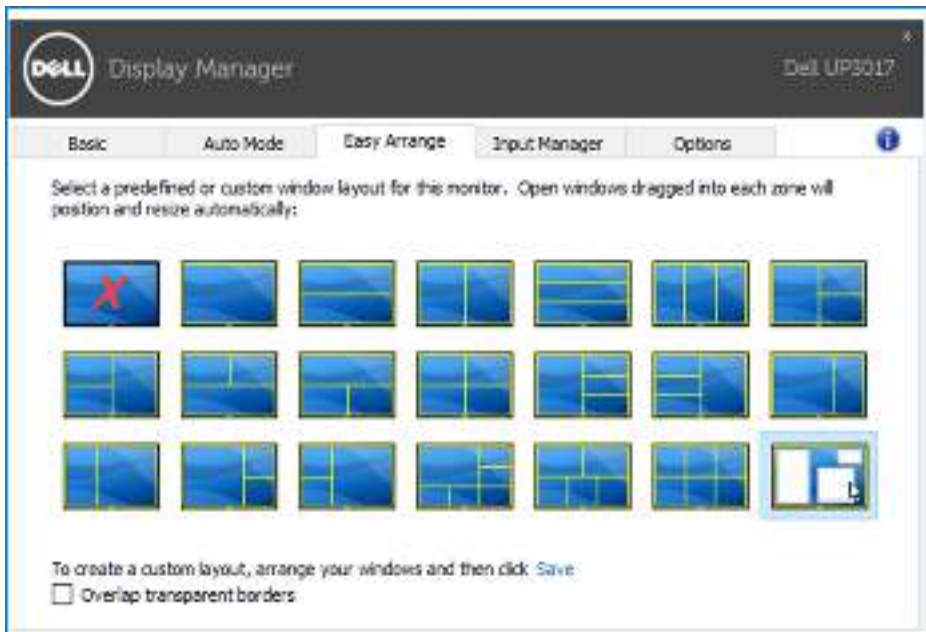 DELL Display Manager
Dell UP3017
Basic Auto Mode Easy Arrange Input Manager Options
Select a predefined or custom window layout for this monitor. Open windows dragged into each zone will
position and resize automatically:
To create a custom layout, arrange your windows and then click Save
Overlap transparent borders